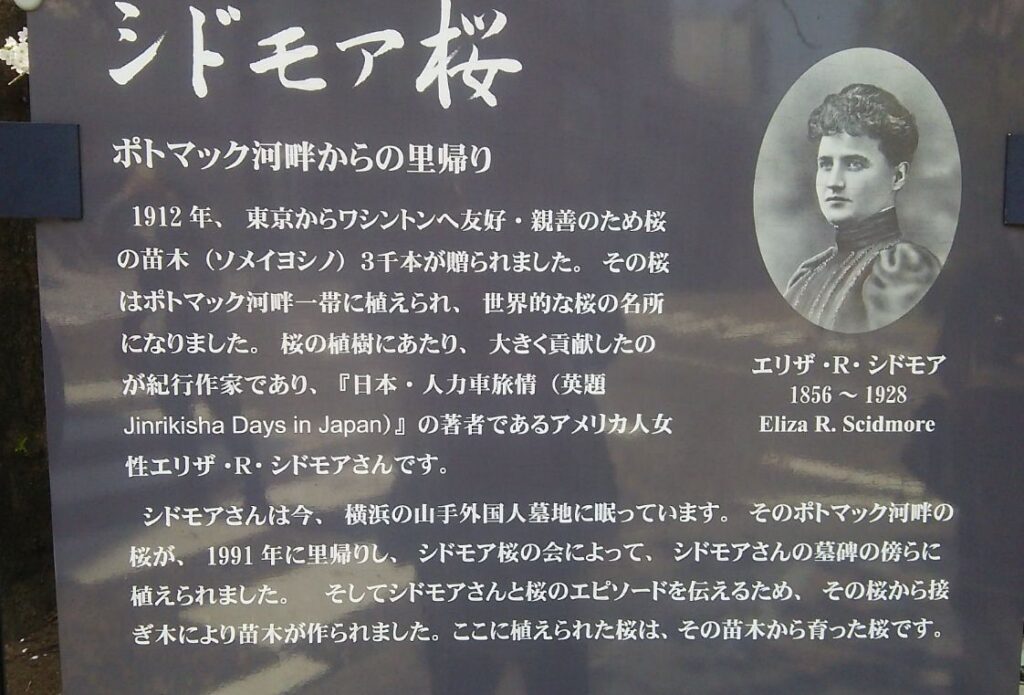 シドモア桜
ポトマック河畔からの里帰り
1912年、東京からワシントンへ友好・親善のため桜
の苗木（ソメイヨシノ）3千本が贈られました。その桜
はポトマック河畔一帯に植えられ、世界的な桜の名所
になりました。桜の植樹にあたり、大きく貢献したの
が紀行作家であり、『日本・人力車旅情（英題
Jinrikisha Days in Japan）』の著者であるアメリカ人女
性エリザ・R・シドモアさんです。
エリザ・R・シドモア
1856～1928
Eliza R. Scidmore
シドモアさんは今、横浜の山手外国人墓地に眠っています。そのポトマック河畔の
桜が、1991年に里帰りし、シドモア桜の会によって、シドモアさんの墓碑の傍らに
植えられました。　そしてシドモアさんと桜のエピソードを伝えるため、その桜から接
ぎ木により苗木が作られました。ここに植えられた桜は、その苗木から育った桜です。